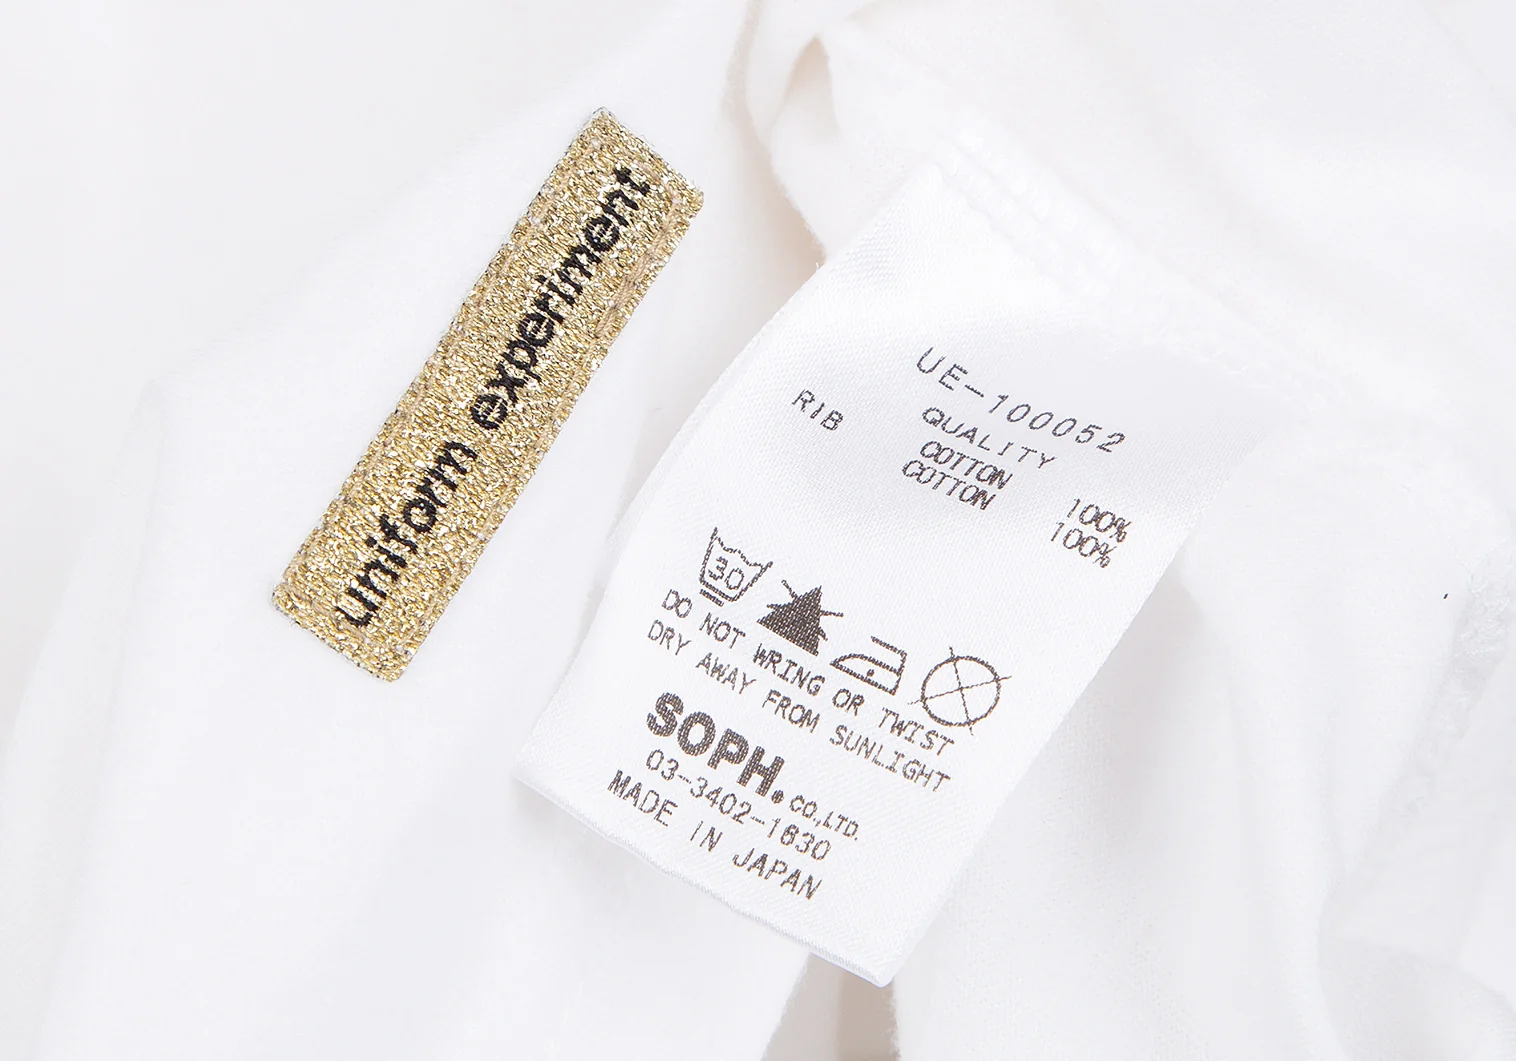 uniform experiment
UE-100052
QUALITY
COTTON 100%
RIB COTTON 100%
30
DO NOT WRING OR TWIST
DRY AWAY FROM SUNLIGHT
SOPH. CO.,LTD.
03-3402-1630
MADE IN JAPAN